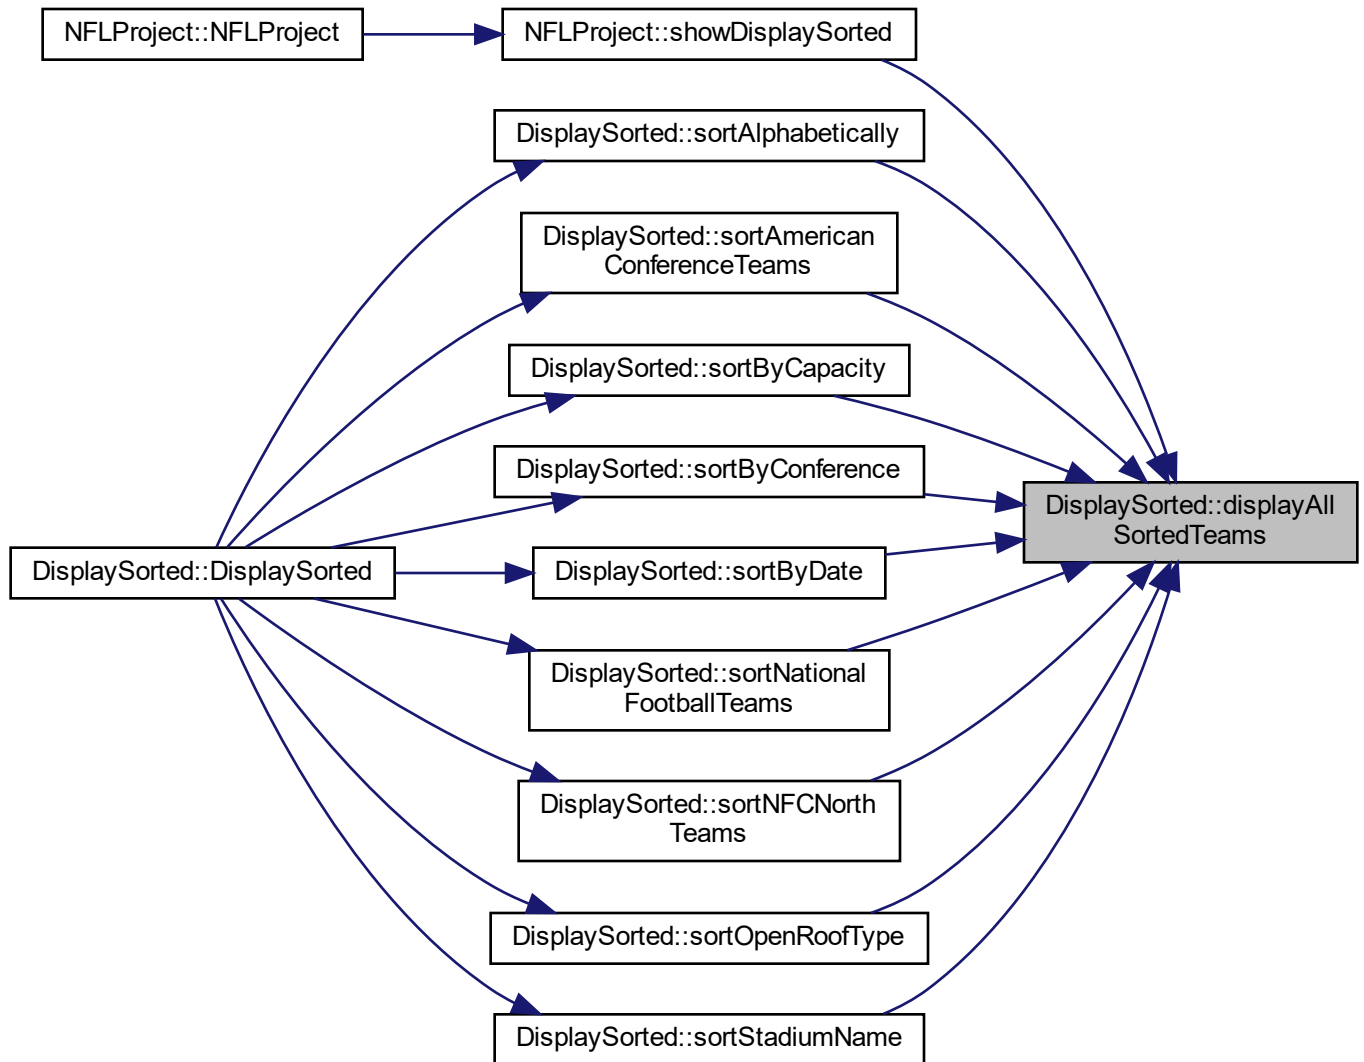 NFLProject::NFLProject
NFLProject::showDisplaySorted
DisplaySorted::sortAlphabetically
DisplaySorted::sortAmerican
ConferenceTeams
DisplaySorted::sortByCapacity
DisplaySorted::sortByConference
DisplaySorted::displayAll
SortedTeams
DisplaySorted::DisplaySorted
DisplaySorted::sortByDate
DisplaySorted::sortNational
FootballTeams
DisplaySorted::sortNFCNorth
Teams
DisplaySorted::sortOpenRoofType
DisplaySorted::sortStadiumName